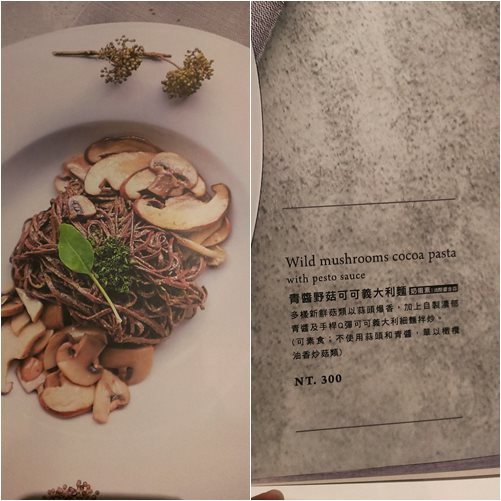 Wild mushrooms cocoa pasta
with pesto sauce
青醬野菇可可義大利麵
多樣新鮮菇類以蒜頭爆香，加上自製濃郁
青醬及手桿Q彈可可義大利細麵拌炒。
(可素食；不使用蒜頭和青醬，單以橄欖
油香炒菇類)
NT. 300